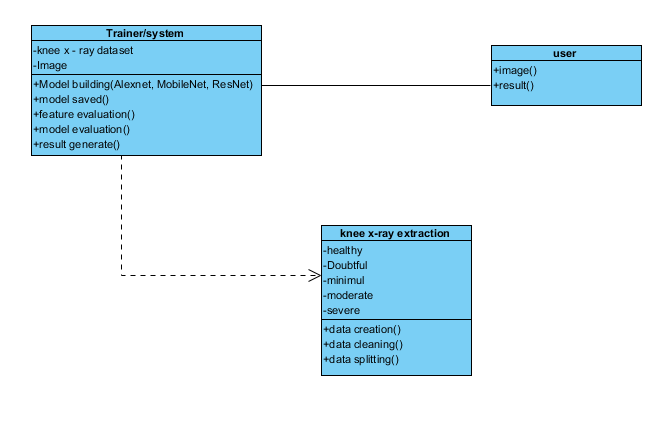 Trainer/system
-knee x - ray dataset
-Image
+Model building(Alexnet, MobileNet, ResNet)
+model saved()
+feature evaluation()
+model evaluation()
+result generate()
user
+image()
+result()
knee x-ray extraction
-healthy
-Doubtful
-minimul
-moderate
-severe
+data creation()
+data cleaning()
+data splitting()